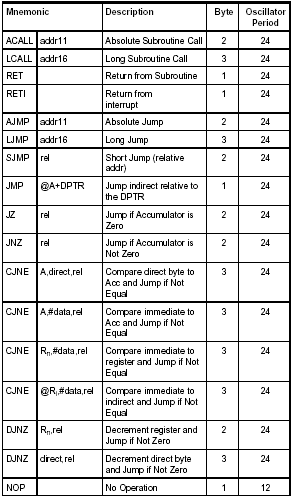 Mnemonic Description Byte Oscillator
Period
ACALL addr11 Absolute Subroutine Call 2 24
LCALL addr16 Long Subroutine Call 3 24
RET Return from Subroutine 1 24
RETI Return from
interrupt 1 24
AJMP addr11 Absolute Jump 2 24
LJMP addr16 Long Jump 3 24
SJMP rel Short Jump (relative
addr) 2 24
JMP @A+DPTR Jump indirect relative to
the DPTR 1 24
JZ rel Jump if Accumulator is
Zero 2 24
JNZ rel Jump if Accumulator is
Not Zero 2 24
CJNE A,direct,rel Compare direct byte to
Acc and Jump if Not
Equal 3 24
CJNE A,#data,rel Compare immediate to
Acc and Jump if Not
Equal 3 24
CJNE Rn,#data,rel Compare immediate to
register and Jump if Not
Equal 3 24
CJNE @Ri,#data,rel Compare immediate to
indirect and Jump if Not
Equal 3 24
DJNZ Rn,rel Decrement register and
Jump if Not Zero 2 24
DJNZ direct,rel Decrement direct byte
and Jump if Not Zero 3 24
NOP No Operation 1 12